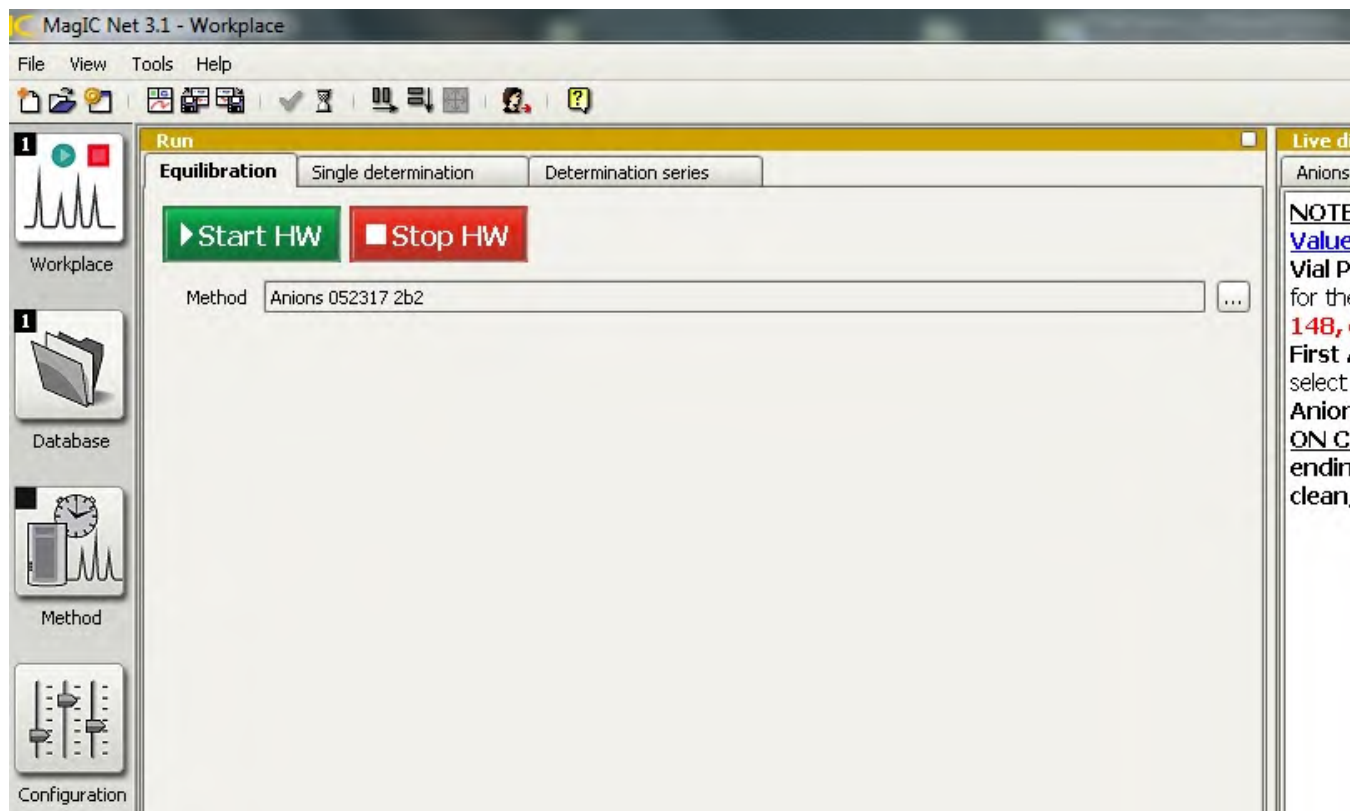 MagIC Net 3.1 - Workplace
File View Tools Help
1
Run
Equilibration Single determination Determination series
Start HW Stop HW
Method Anions 052317 2b2 ...
Workplace
1
Database
Method
Configuration
Live d
Anions
NOTE
Value
Vial P
for the
148,
First
select
Anion
ON C
endin
clean,